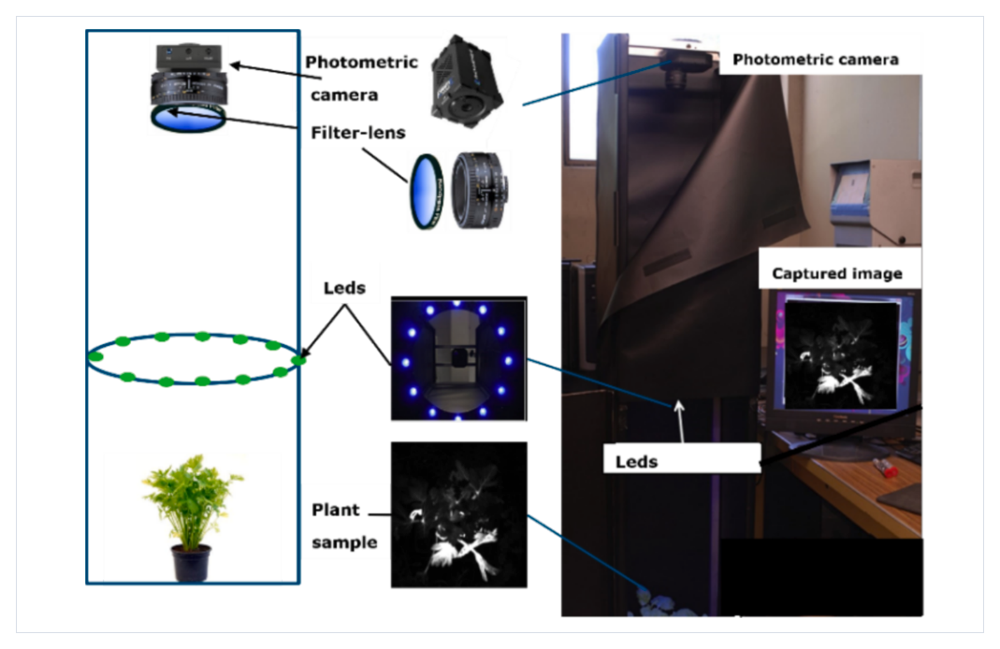 Photometric
camera
Filter-lens
Leds
Plant
sample
Photometric camera
Captured image
Leds